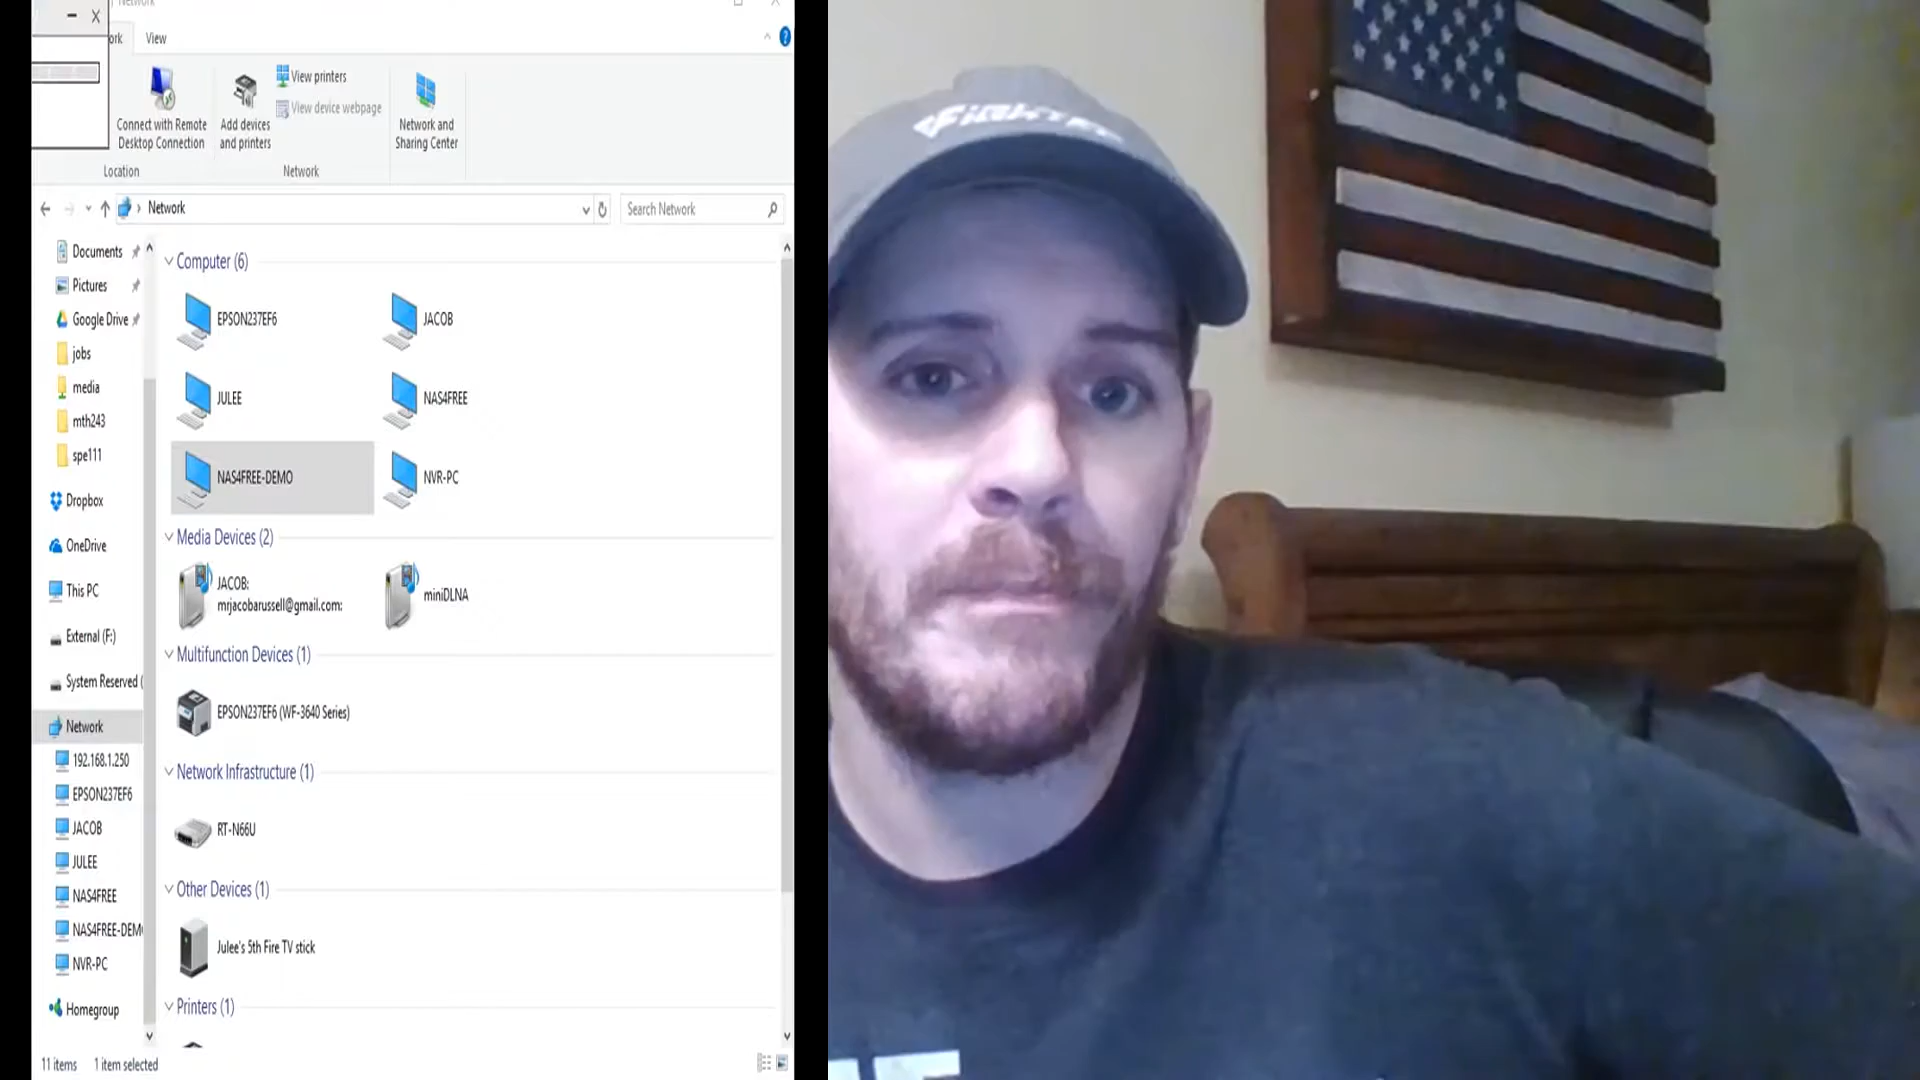 Network
ork
View
View printers
View device webpage
Connect with Remote
Desktop Connection
Add devices
and printers
Network and
Sharing Center
Location
Network
Network
Search Network
Documents
Pictures
Google Drive
jobs
media
mth243
spe111
Dropbox
OneDrive
This PC
External (F:)
System Reserved (
Network
192.168.1.250
EPSON237EF6
JACOB
JULEE
NAS4FREE
NAS4FREE-DEM
NVR-PC
Homegroup
Computer (6)
EPSON237EF6
JACOB
JULEE
NAS4FREE
NAS4FREE-DEMO
NVR-PC
Media Devices (2)
JACOB:
mrjacobarussell@gmail.com:
miniDLNA
Multifunction Devices (1)
EPSON237EF6 (WF-3640 Series)
Network Infrastructure (1)
RT-N66U
Other Devices (1)
Julee's 5th Fire TV stick
Printers (1)
11 items
1 item selected